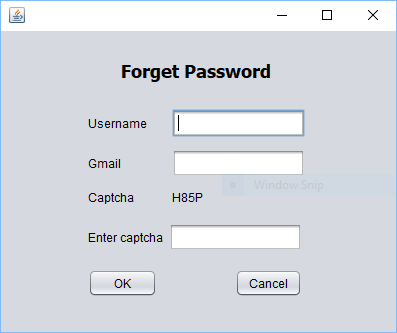 Forget Password
Username
Gmail
Window Snip
Captcha H85P
Enter captcha
OK Cancel